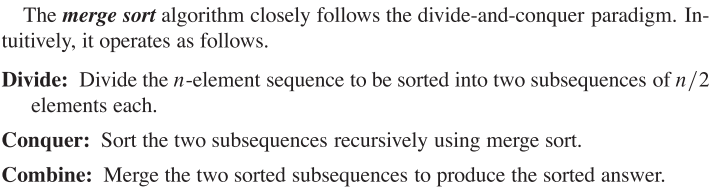 The merge sort algorithm closely follows the divide-and-conquer paradigm. In-
tuitively, it operates as follows.
Divide: Divide the n-element sequence to be sorted into two subsequences of n/2
elements each.
Conquer: Sort the two subsequences recursively using merge sort.
Combine: Merge the two sorted subsequences to produce the sorted answer.